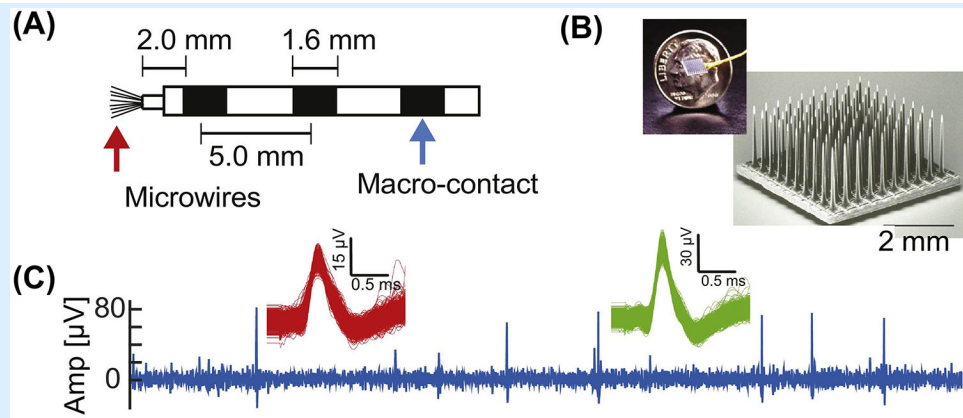 (A)
2.0 mm
1.6 mm
5.0 mm
Microwires
Macro-contact
(B)
LIBERTY
2 mm
(C)
Amp [µV]
80
0
15 µV
0.5 ms
30 µV
0.5 ms